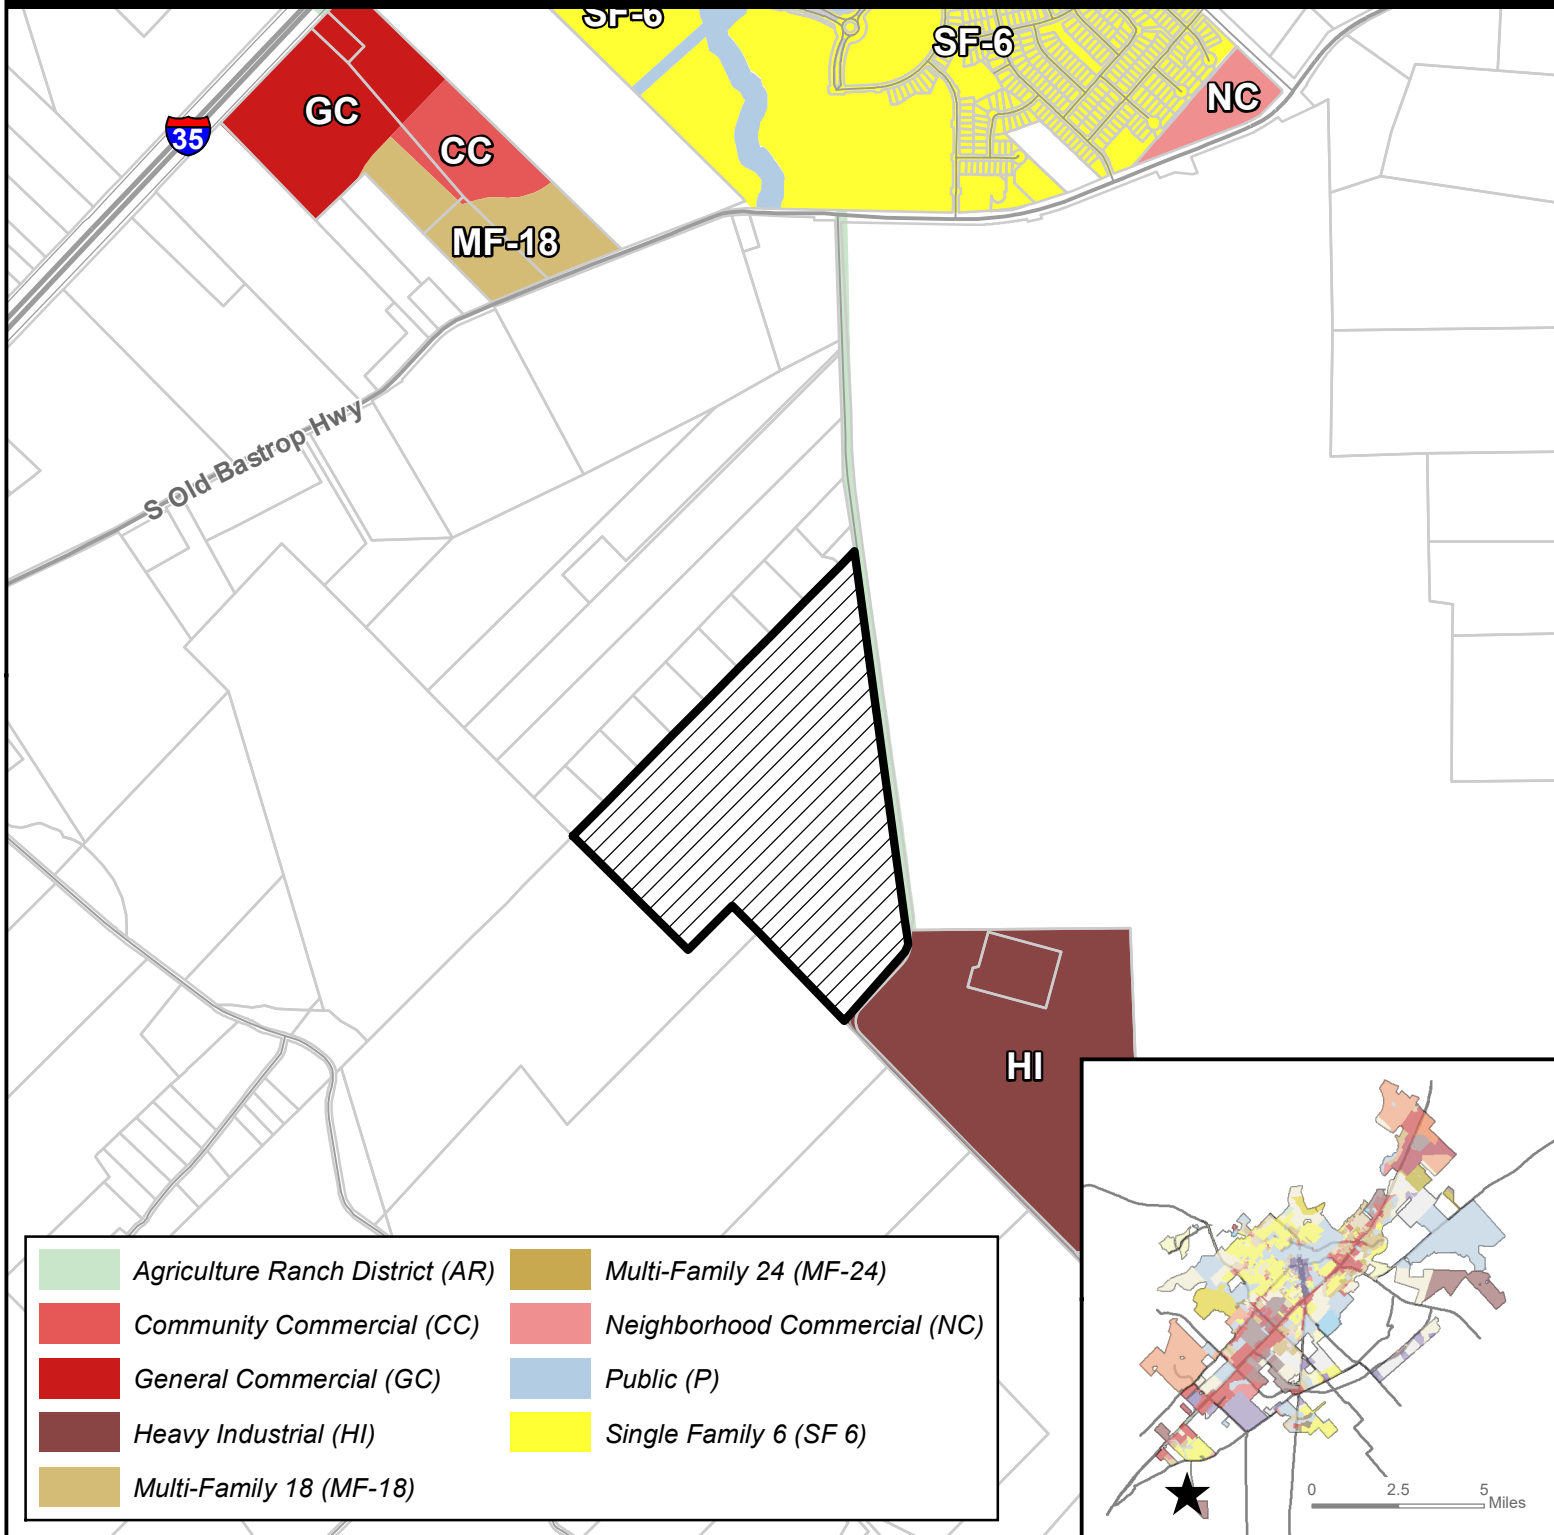 SF-6
SF-6
GC
NC
35
CC
MF-18
S Old Bastrop Hwy
HI
Agriculture Ranch District (AR)
Community Commercial (CC)
General Commercial (GC)
Heavy Industrial (HI)
Multi-Family 18 (MF-18)
Multi-Family 24 (MF-24)
Neighborhood Commercial (NC)
Public (P)
Single Family 6 (SF 6)
0 2.5 5
Miles